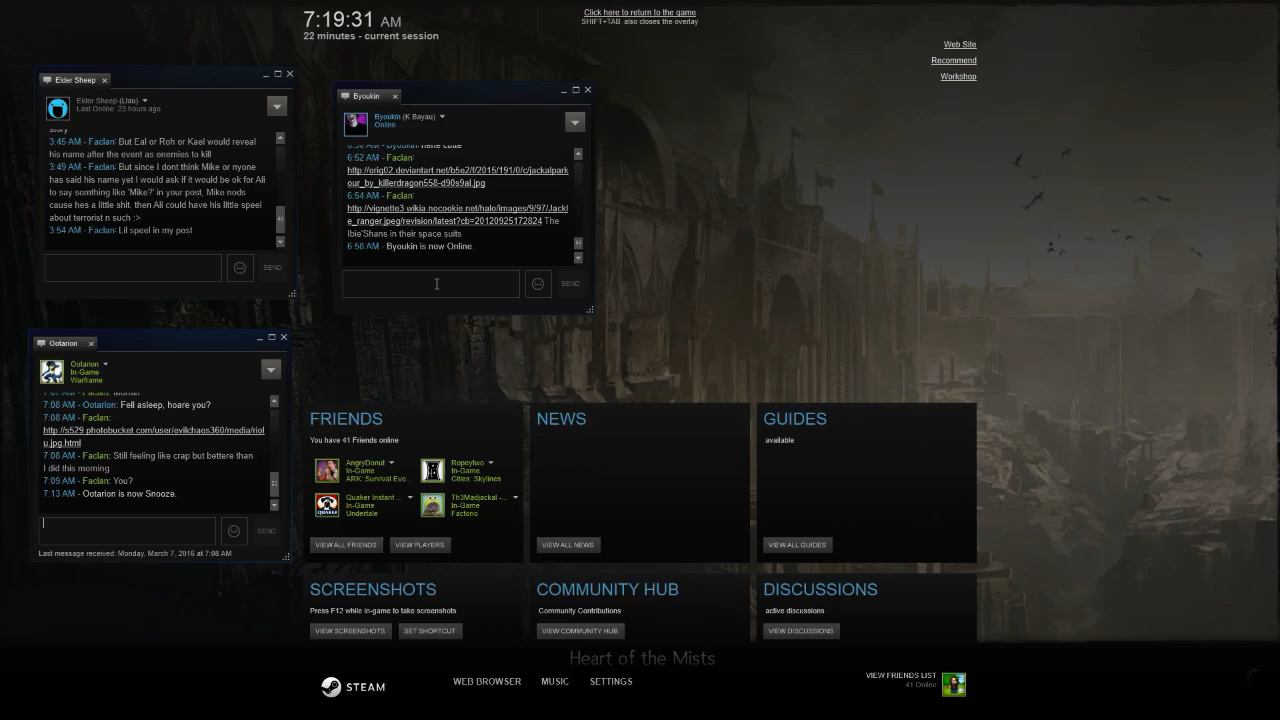 7:19:31 AM
22 minutes - current session
Click here to return to the game
SHIFT+TAB also closes the overlay
Web Site
Recommend
Workshop
Elder Sheep
Elder Sheep (Llau)
Last Online: 23 hours ago
story
3:45 AM - Faclan: But Eal or Roh or Kael would reveal
his name after the event as enemies to kill
3:49 AM - Faclan: But since I dont think Mike or nyone
has said his name yet I would ask if it would be ok for Ali
to say somthing like 'Mike?' in your post, Mike nods
cause hes a little shit, then Ali could have his little speel
about terrorist n such :>
3:54 AM - Faclan: Lil speel in my post
SEND
Byoukin
Byoukin (K Bayau)
Online
6:52 AM - Faclan:
http://orig02.deviantart.net/b5e2/f/2015/191/0/c/jackalpark
our_by_killerdragon558-d90s9al.jpg
6:54 AM - Faclan:
http://vignette3.wikia.nocookie.net/halo/images/9/97/Jackl
e_ranger.jpeg/revision/latest?cb=20120925172824 The
Ibie'Shans in their space suits
6:58 AM - Byoukin is now Online.
SEND
Ootarion
Ootarion
In-Game
Warframe
7:08 AM - Ootarion: Fell asleep, hoare you?
7:08 AM - Faclan:
http://s529.photobucket.com/user/evilchaos360/media/riol
u.jpg.html
7:08 AM - Faclan: Still feeling like crap but bettere than
I did this morning
7:09 AM - Faclan: You?
7:13 AM - Ootarion is now Snooze.
SEND
Last message received: Monday, March 7, 2016 at 7:08 AM
FRIENDS
You have 41 Friends online
AngryDonut
In-Game
ARK: Survival Evo...
Ropeytwo
In-Game
Cities: Skylines
Quaker Instant ...
In-Game
Undertale
Th3Madjackal -...
In-Game
Factorio
VIEW ALL FRIENDS
VIEW PLAYERS
NEWS
VIEW ALL NEWS
GUIDES
available
VIEW ALL GUIDES
SCREENSHOTS
Press F12 while in-game to take screenshots
VIEW SCREENSHOTS
SET SHORTCUT
COMMUNITY HUB
Community Contributions
VIEW COMMUNITY HUB
DISCUSSIONS
active discussions
VIEW DISCUSSIONS
Heart of the Mists
STEAM
WEB BROWSER
MUSIC
SETTINGS
VIEW FRIENDS LIST
41 Online